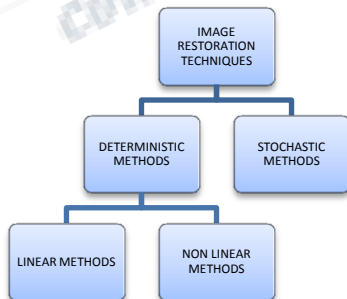 IMAGE
RESTORATION
TECHNIQUES
DETERMINISTIC
METHODS
STOCHASTIC
METHODS
LINEAR METHODS
NON LINEAR
METHODS